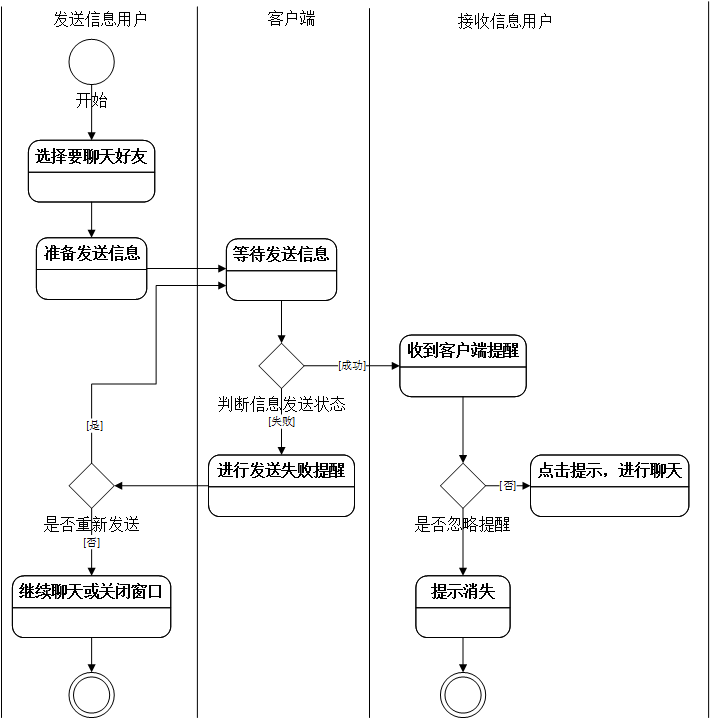 发送信息用户
客户端
接收信息用户
开始
选择要聊天好友
准备发送信息
等待发送信息
收到客户端提醒
[成功]
判断信息发送状态
[失败]
[是]
进行发送失败提醒
点击提示，进行聊天
[否]
是否重新发送
是否忽略提醒
[否]
继续聊天或关闭窗口
提示消失